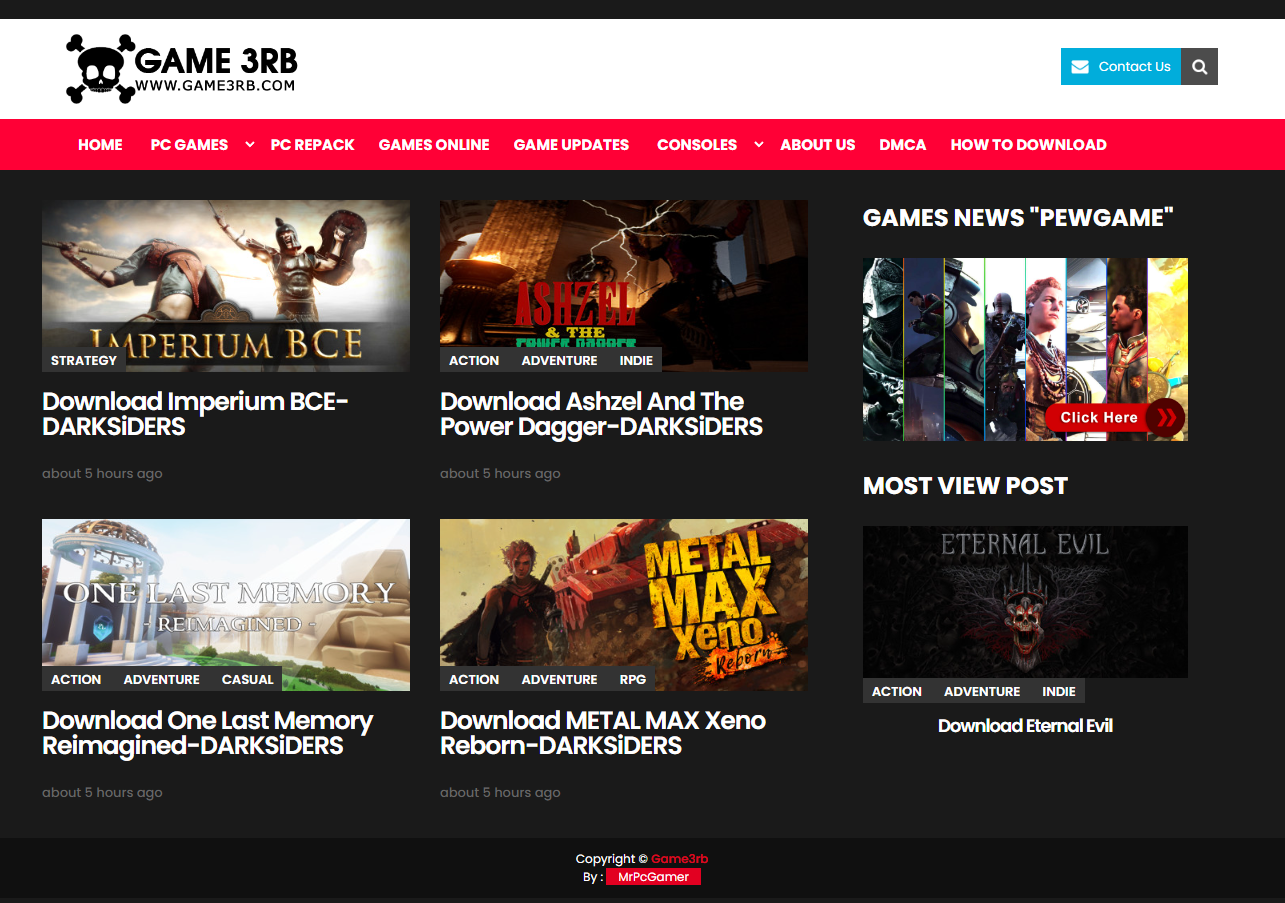 GAME 3RB
WWW.GAME3RB.COM
Contact Us
HOME PC GAMES PC REPACK GAMES ONLINE GAME UPDATES CONSOLES ABOUT US DMCA HOW TO DOWNLOAD
IMPERIUM BCE
STRATEGY
Download Imperium BCE-
DARKSiDERS
about 5 hours ago
ASHZEL
& THE
POWER DAGGER
ACTION ADVENTURE INDIE
Download Ashzel And The
Power Dagger-DARKSiDERS
about 5 hours ago
ONE LAST MEMORY
- REIMAGINED -
ACTION ADVENTURE CASUAL
Download One Last Memory
Reimagined-DARKSiDERS
about 5 hours ago
METAL
MAX
Xeno
Reborn
ACTION ADVENTURE RPG
Download METAL MAX Xeno
Reborn-DARKSiDERS
about 5 hours ago
GAMES NEWS "PEWGAME"
Click Here
MOST VIEW POST
ETERNAL EVIL
ACTION ADVENTURE INDIE
Download Eternal Evil
Copyright © Game3rb
By : MrPcGamer